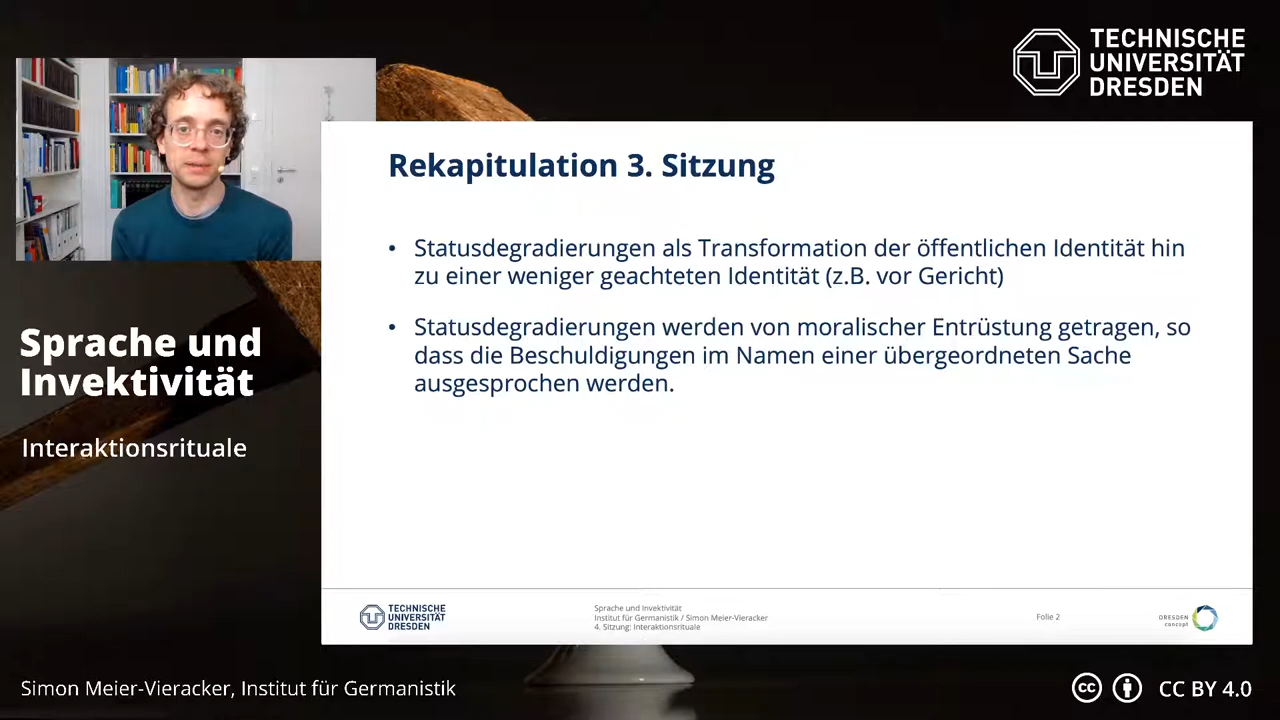 TECHNISCHE
UNIVERSITÄT
DRESDEN
Rekapitulation 3. Sitzung
• Statusdegradierungen als Transformation der öffentlichen Identität hin
zu einer weniger geachteten Identität (z.B. vor Gericht)
• Statusdegradierungen werden von moralischer Entrüstung getragen, so
dass die Beschuldigungen im Namen einer übergeordneten Sache
ausgesprochen werden.
Sprache und
Invektivität
Interaktionsrituale
TECHNISCHE
UNIVERSITÄT
DRESDEN
Sprache und Invektivität
Institut für Germanistik / Simon Meier-Vieracker
4. Sitzung: Interaktionsrituale
Folie 2
DRESDEN
concept
Simon Meier-Vieracker, Institut für Germanistik
cc
CC BY 4.0